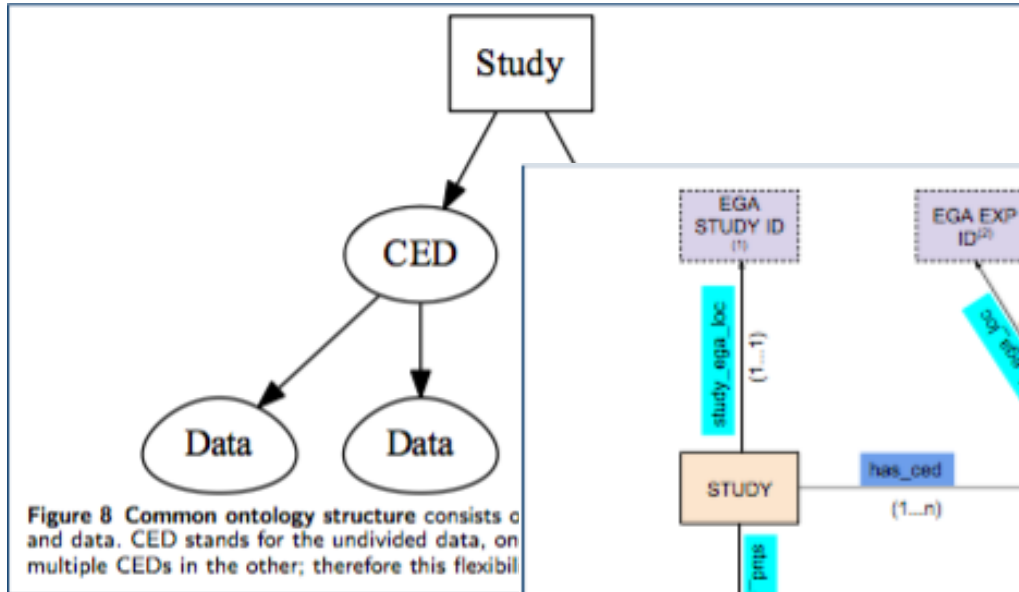 Study
CED
Data
Data
Figure 8 Common ontology structure consists
and data. CED stands for the undivided data,
multiple CEDs in the other; therefore this
EGA
STUDY ID
(1)
EGA EXP
ID(2)
study_ega_loc
(1...1)
ega_loc
STUDY
has_ced
(1...n)
stud